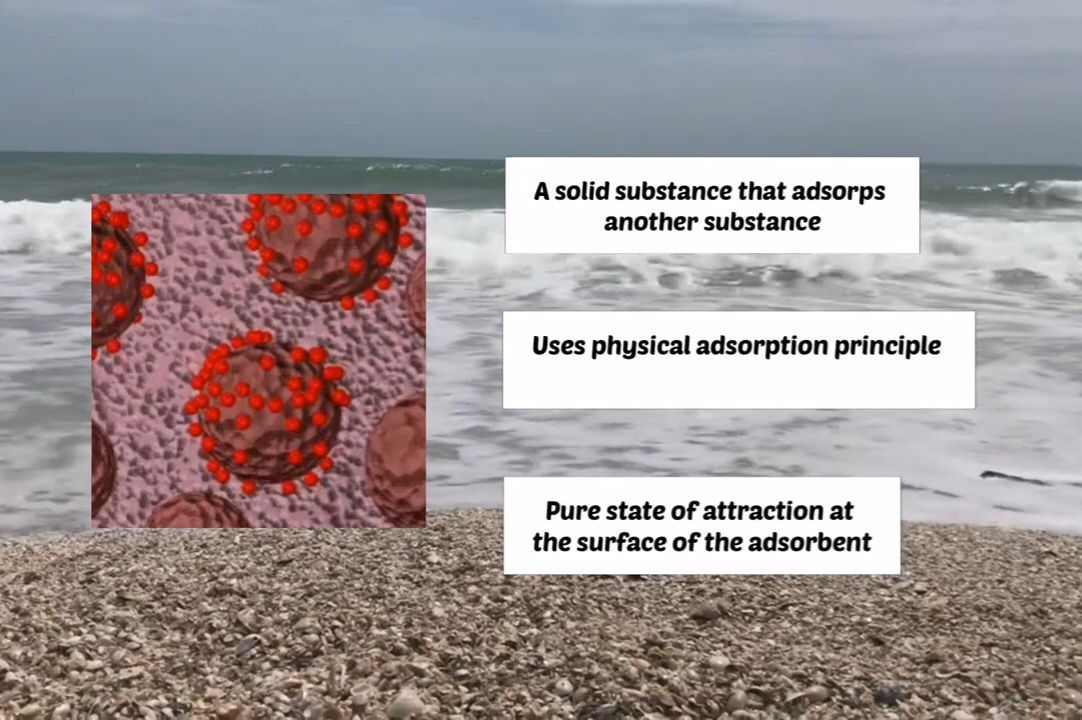 A solid substance that adsorps
another substance
Uses physical adsorption principle
Pure state of attraction at
the surface of the adsorbent